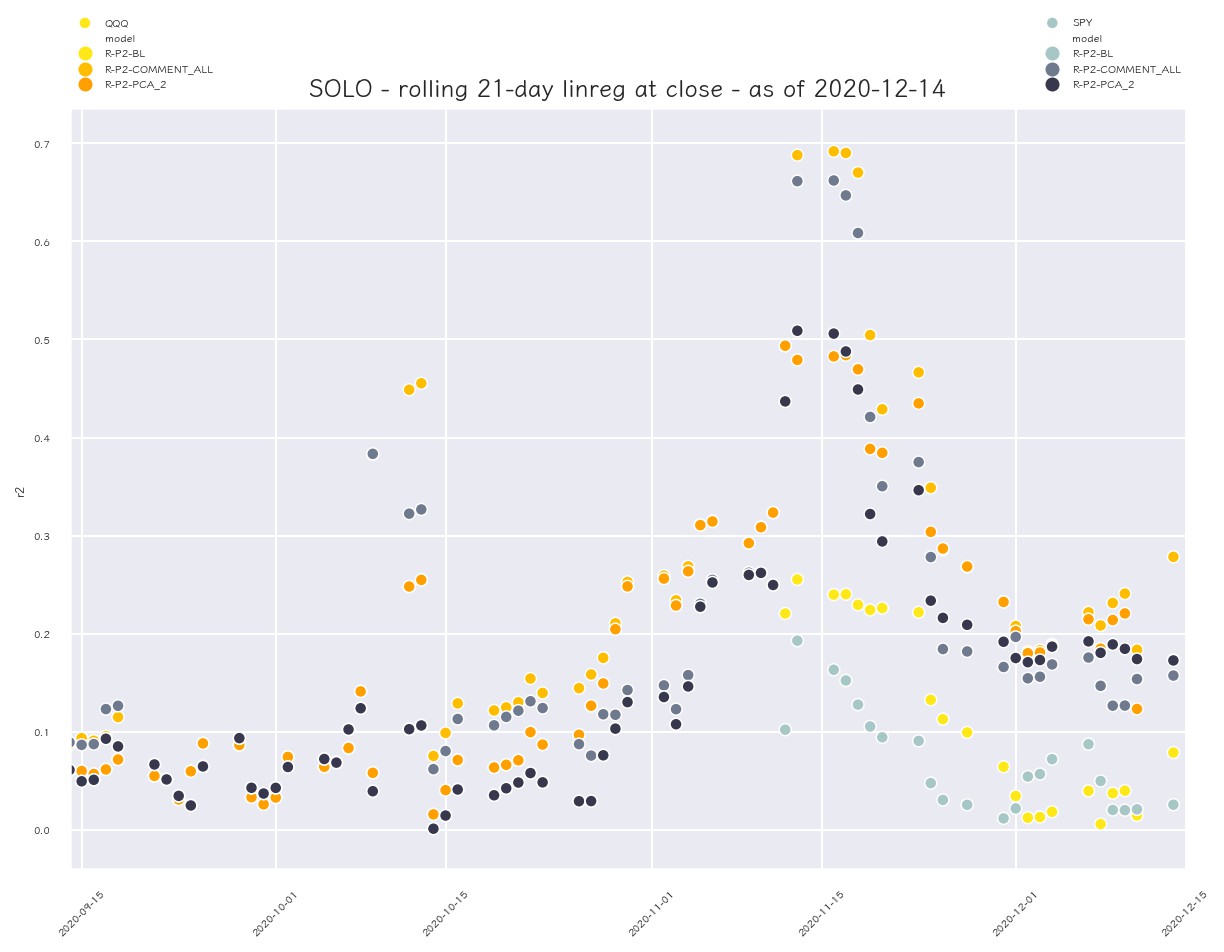 QQQ
model
R-P2-BL
R-P2-COMMENT_ALL
R-P2-PCA_2
SPY
model
R-P2-BL
R-P2-COMMENT_ALL
R-P2-PCA_2
SOLO - rolling 21-day linreg at close - as of 2020-12-14
0.7
0.6
0.5
0.4
0.3
0.2
0.1
0.0
r2
2020-09-15
2020-10-01
2020-10-15
2020-11-01
2020-11-15
2020-12-01
2020-12-15